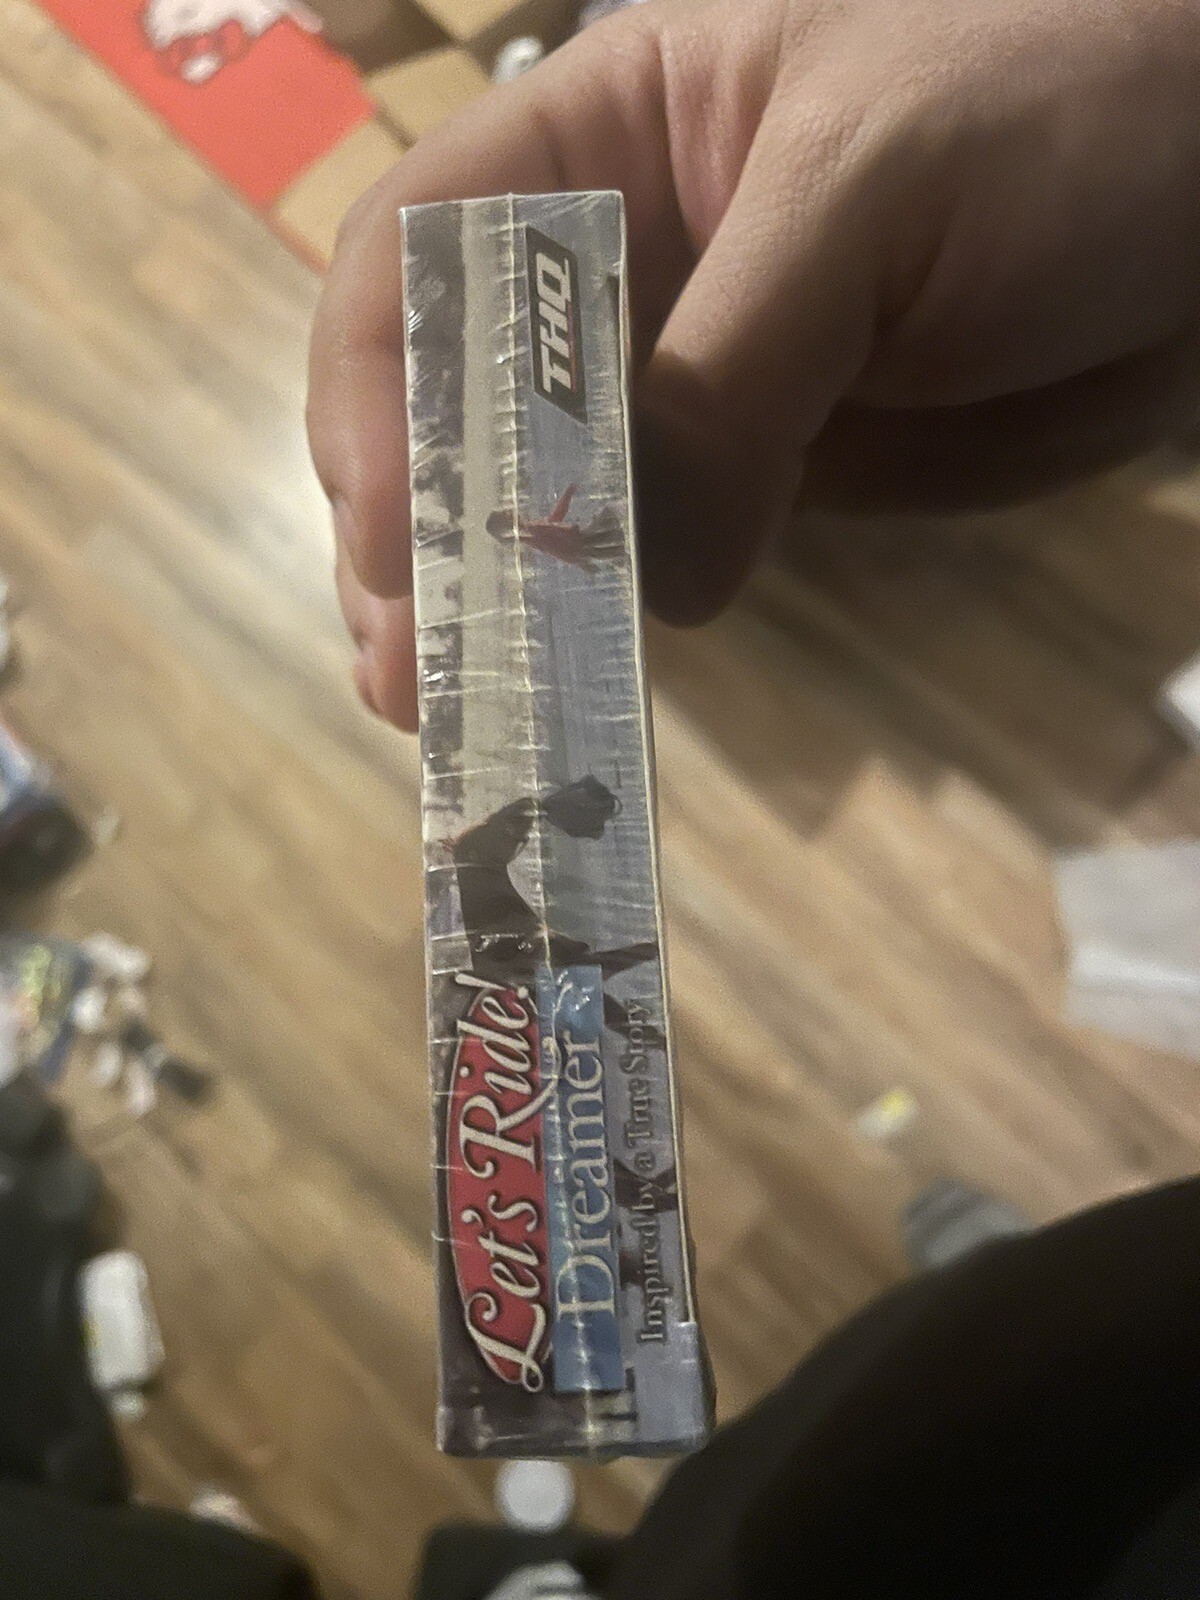 Let's Ride!
Dreamer
Inspired by a True Story
THQ